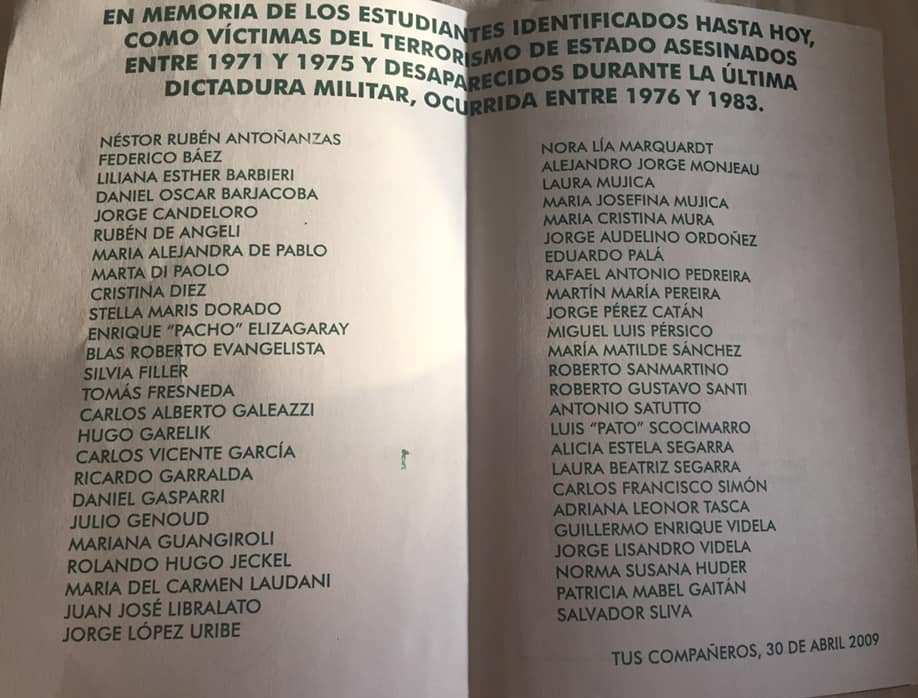 EN MEMORIA DE LOS ESTUDIANTES IDENTIFICADOS HASTA HOY,
COMO VÍCTIMAS DEL TERRORISMO DE ESTADO ASESINADOS
ENTRE 1971 Y 1975 Y DESAPARECIDOS DURANTE LA ÚLTIMA
DICTADURA MILITAR, OCURRIDA ENTRE 1976 Y 1983.
NÉSTOR RUBÉN ANTOÑANZAS
FEDERICO BÁEZ
LILIANA ESTHER BARBIERI
DANIEL OSCAR BARJACOBA
JORGE CANDELORO
RUBÉN DE ANGELI
MARIA ALEJANDRA DE PABLO
MARTA DI PAOLO
CRISTINA DIEZ
STELLA MARIS DORADO
ENRIQUE "PACHO" ELIZAGARAY
BLAS ROBERTO EVANGELISTA
SILVIA FILLER
TOMÁS FRESNEDA
CARLOS ALBERTO GALEAZZI
HUGO GARELIK
CARLOS VICENTE GARCÍA
RICARDO GARRALDA
DANIEL GASPARRI
JULIO GENOUD
MARIANA GUANGIROLI
ROLANDO HUGO JECKEL
MARIA DEL CARMEN LAUDANI
JUAN JOSÉ LIBRALATO
JORGE LÓPEZ URIBE
NORA LÍA MARQUARDT
ALEJANDRO JORGE MONJEAU
LAURA MUJICA
MARIA JOSEFINA MUJICA
MARIA CRISTINA MURA
JORGE AUDELINO ORDOÑEZ
EDUARDO PALÁ
RAFAEL ANTONIO PEDREIRA
MARTÍN MARÍA PEREIRA
JORGE PÉREZ CATÁN
MIGUEL LUIS PÉRSICO
MARÍA MATILDE SÁNCHEZ
ROBERTO SANMARTINO
ROBERTO GUSTAVO SANTI
ANTONIO SATUTTO
LUIS "PATO" SCOCIMARRO
ALICIA ESTELA SEGARRA
LAURA BEATRIZ SEGARRA
CARLOS FRANCISCO SIMÓN
ADRIANA LEONOR TASCA
GUILLERMO ENRIQUE VIDELA
JORGE LISANDRO VIDELA
NORMA SUSANA HUDER
PATRICIA MABEL GAITÁN
SALVADOR SLIVA
TUS COMPAÑEROS, 30 DE ABRIL 2009